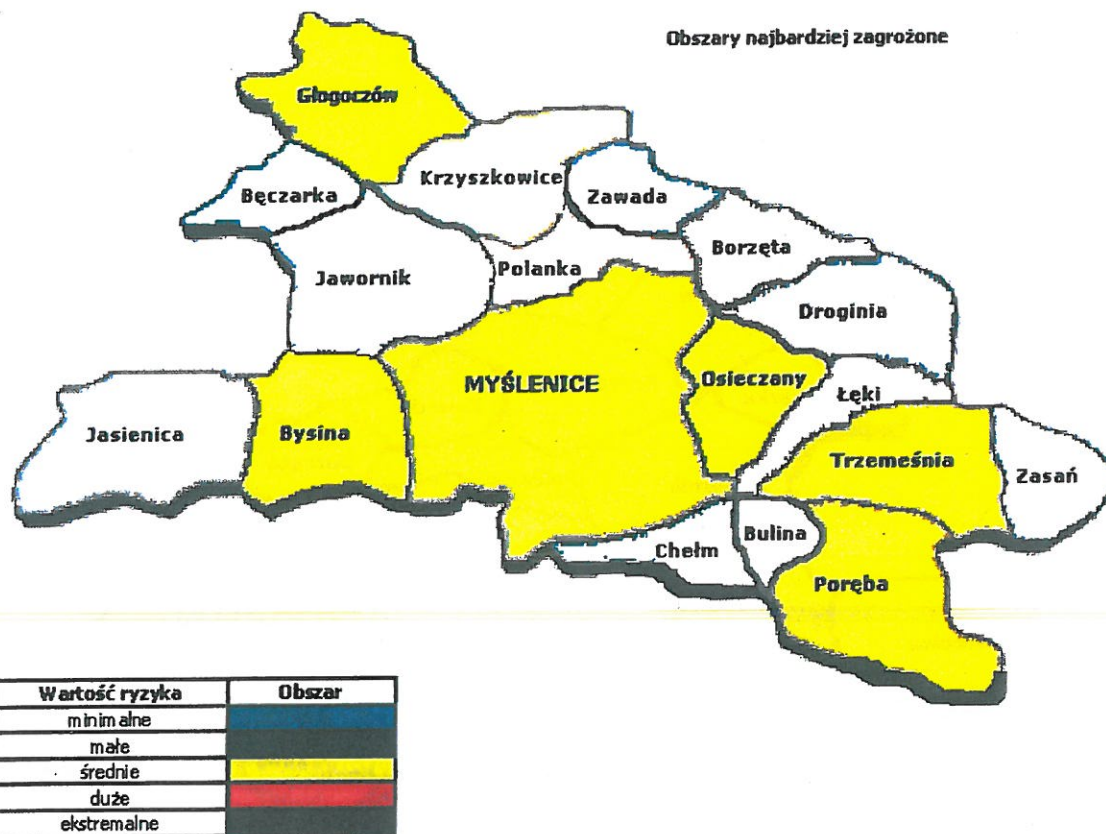 Obszary najbardziej zagrożone
Głogoczów
Krzyszkowice
Bęczarka
Zawada
Borzęta
Polanka
Jawornik
Droginia
MYŚLENICE
Osieczany
Łęki
Jasienica
Bysina
Trzemeśnia
Zasań
Bulina
Chełm
Poręba
Wartość ryzyka Obszar
minimalne
małe
średnie
duże
ekstremalne